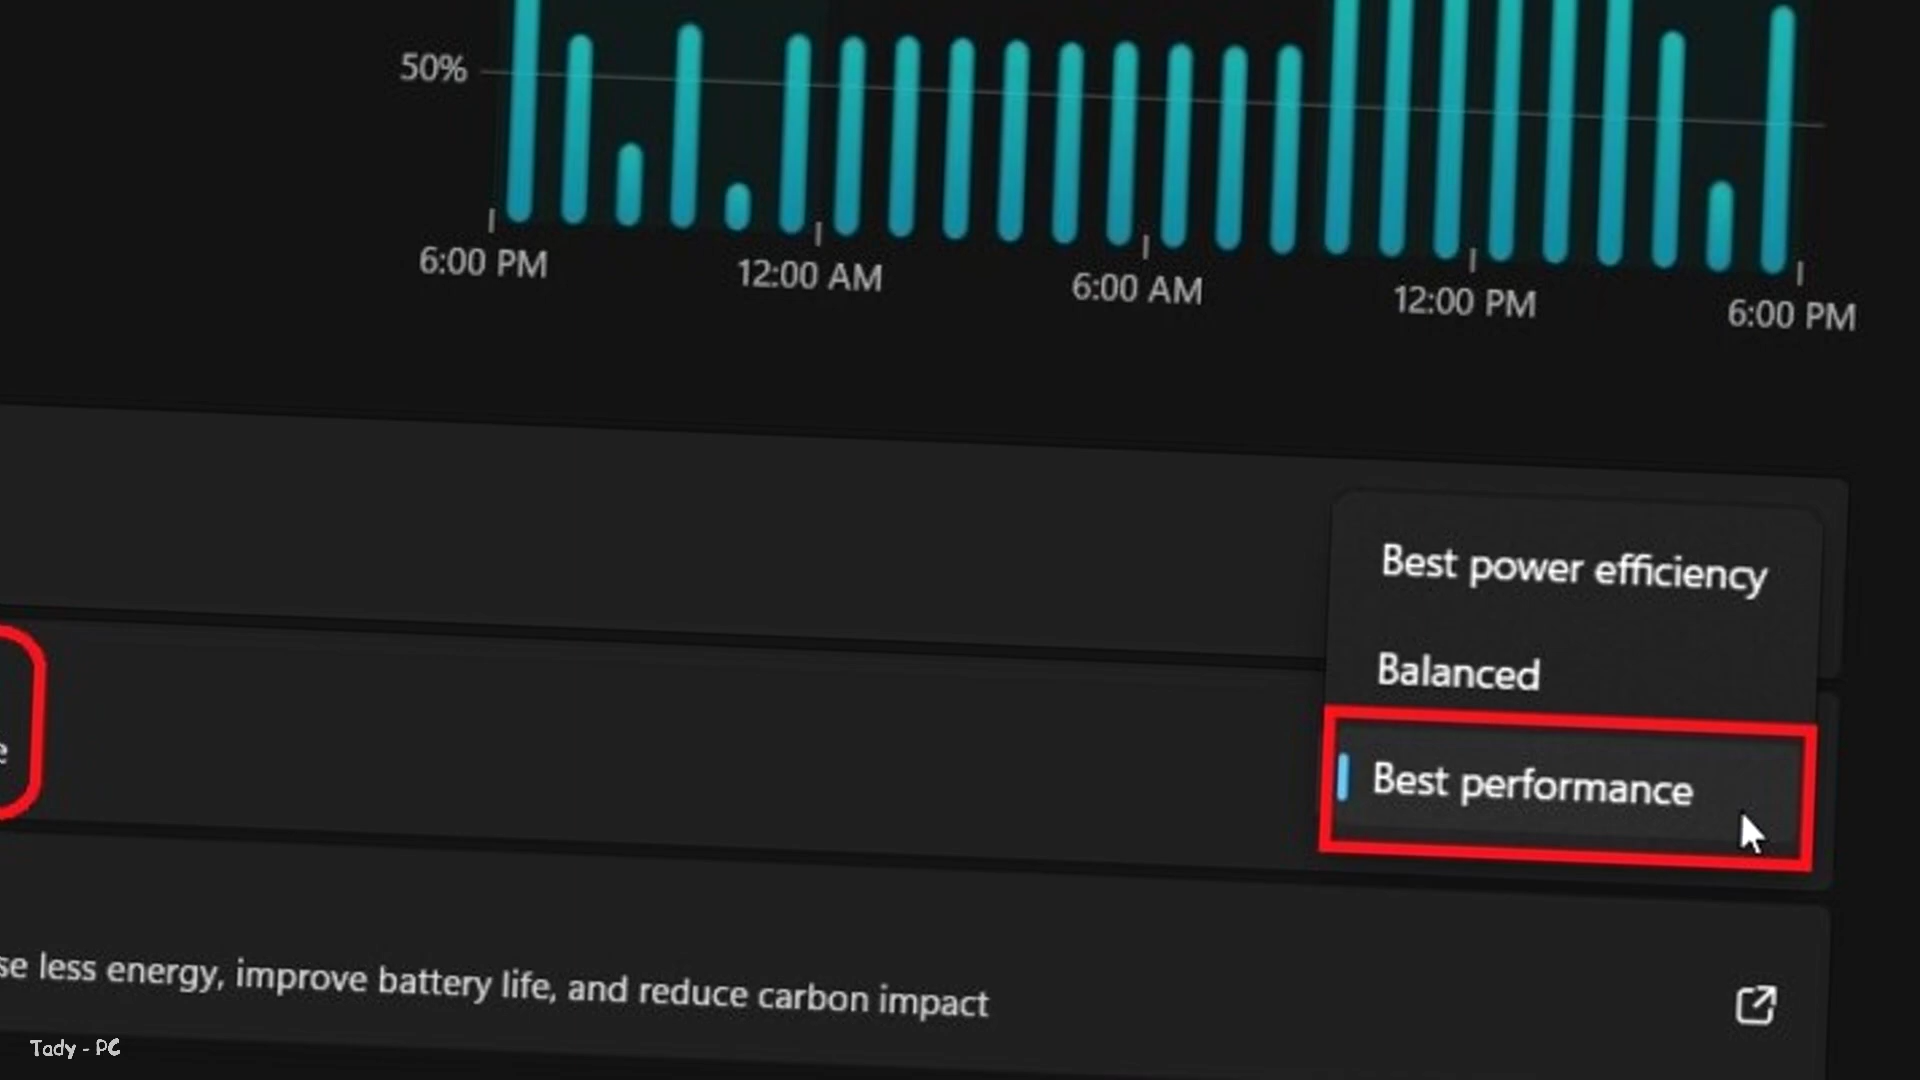 50%
6:00 PM
12:00 AM
6:00 AM
12:00 PM
6:00 PM
Best power efficiency
Balanced
Best performance
less energy, improve battery life, and reduce carbon impact
Tady - PC